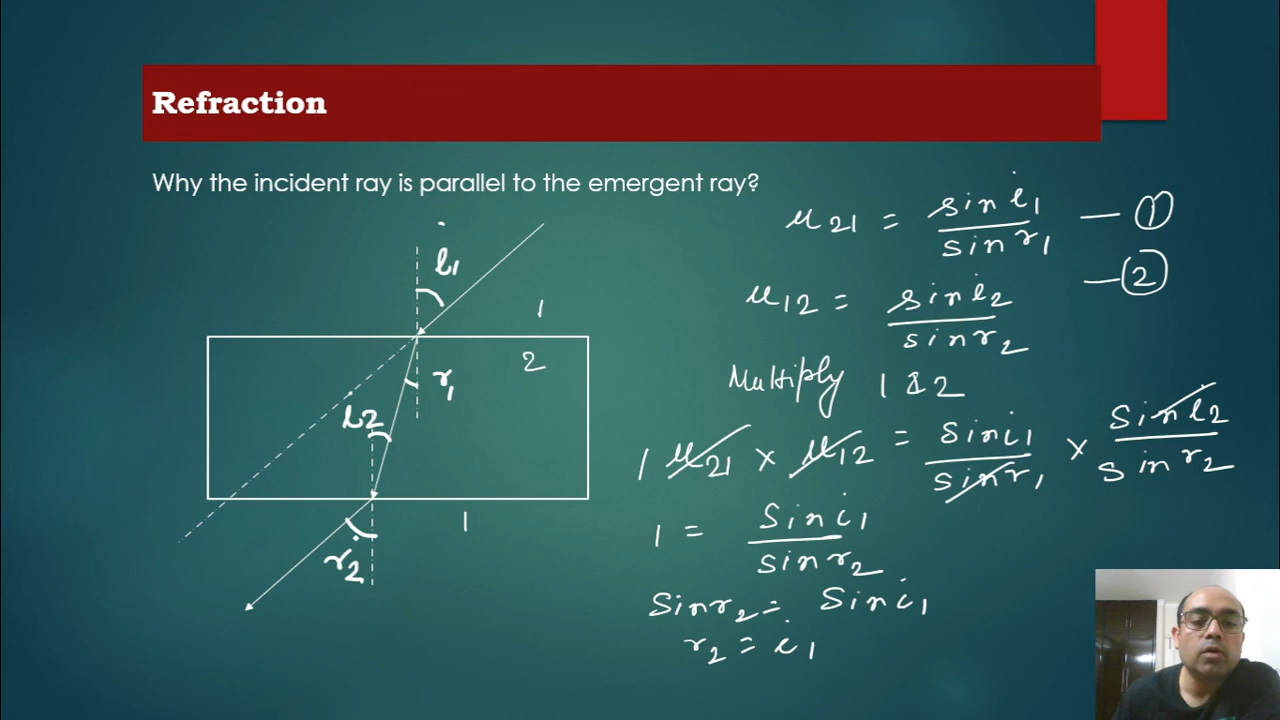 Refraction
Why the incident ray is parallel to the emergent ray?
i1
1
2
r1
i2
1
r2
μ21 = sin i1 / sin r1 — ①
μ12 = sin i2 / sin r2 — ②
Multiply 1 & 2
1 μ21 × μ12 = sin i1 / sin r1 × sin i2 / sin r2
1 = sin i1 / sin r2
sin r2 = sin i1
r2 = i1